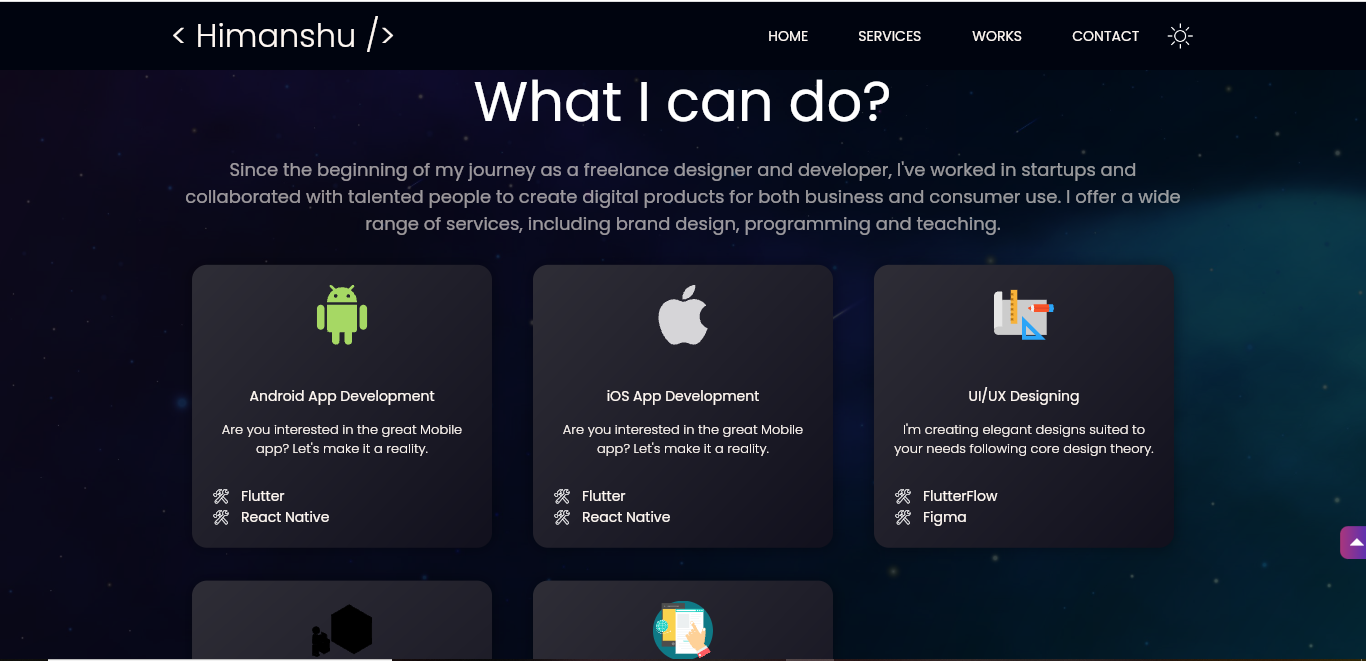 < Himanshu />
HOME
SERVICES
WORKS
CONTACT
What I can do?
Since the beginning of my journey as a freelance designer and developer, I've worked in startups and
collaborated with talented people to create digital products for both business and consumer use. I offer a wide
range of services, including brand design, programming and teaching.
Android App Development
Are you interested in the great Mobile
app? Let's make it a reality.
Flutter
React Native
iOS App Development
Are you interested in the great Mobile
app? Let's make it a reality.
Flutter
React Native
UI/UX Designing
I'm creating elegant designs suited to
your needs following core design theory.
FlutterFlow
Figma